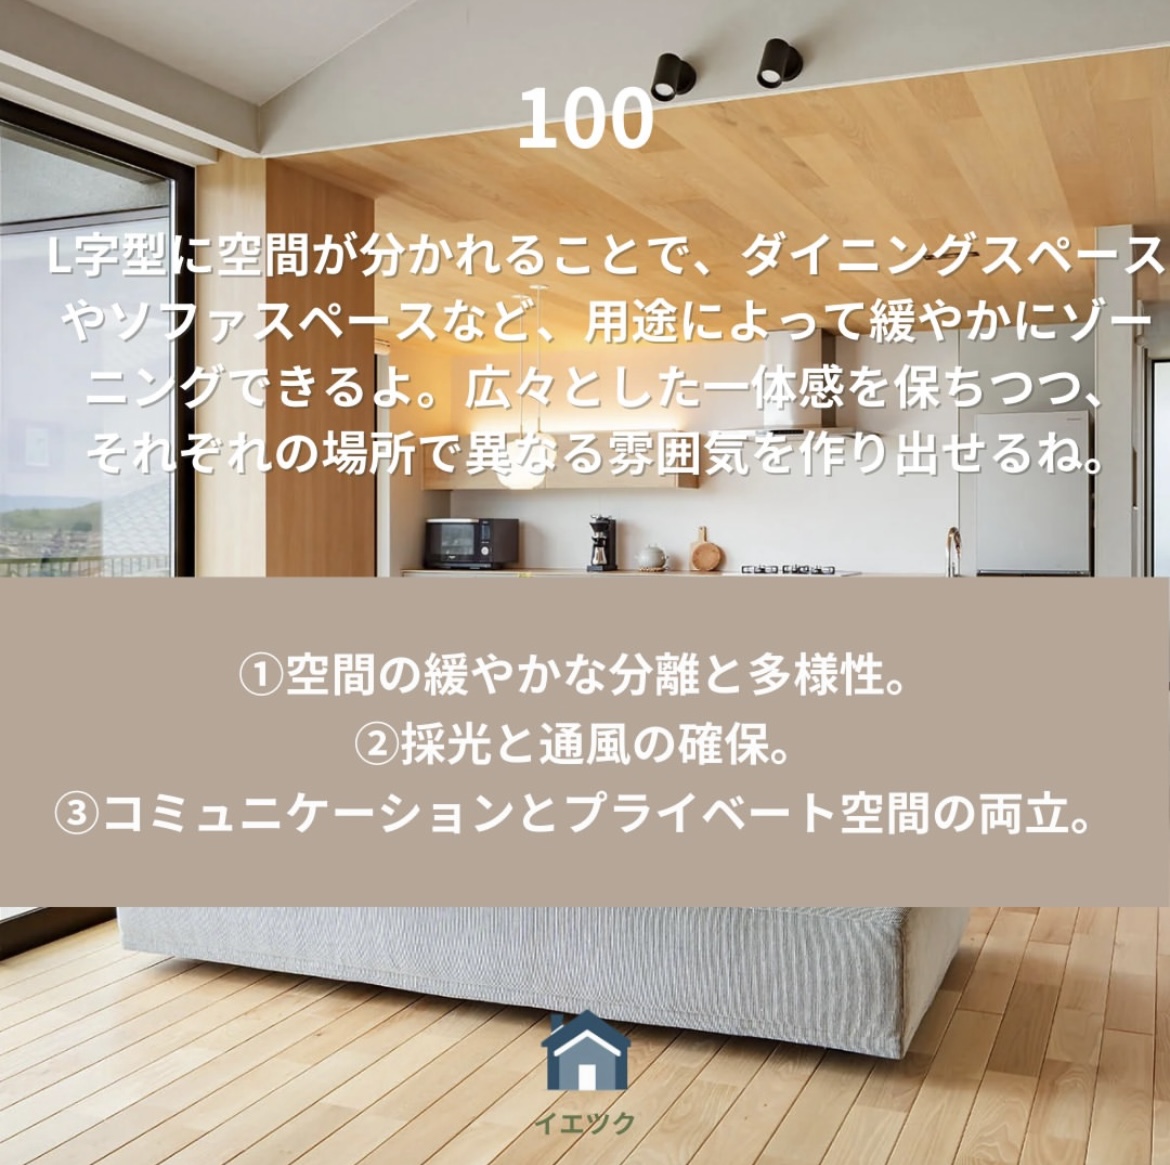 100
L字型に空間が分かれることで、ダイニングスペース
やソファスペースなど、用途によって緩やかにゾー
ニングできるよ。広々とした一体感を保ちつつ、
それぞれの場所で異なる雰囲気を作り出せるね。
①空間の緩やかな分離と多様性。
②採光と通風の確保。
③コミュニケーションとプライベート空間の両立。
イエツク